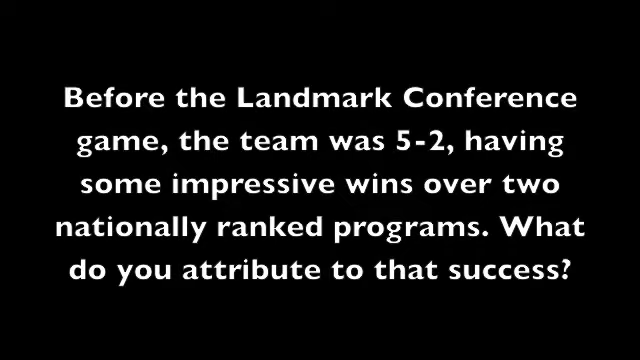 Before the Landmark Conference
game, the team was 5-2, having
some impressive wins over two
nationally ranked programs. What
do you attribute to that success?